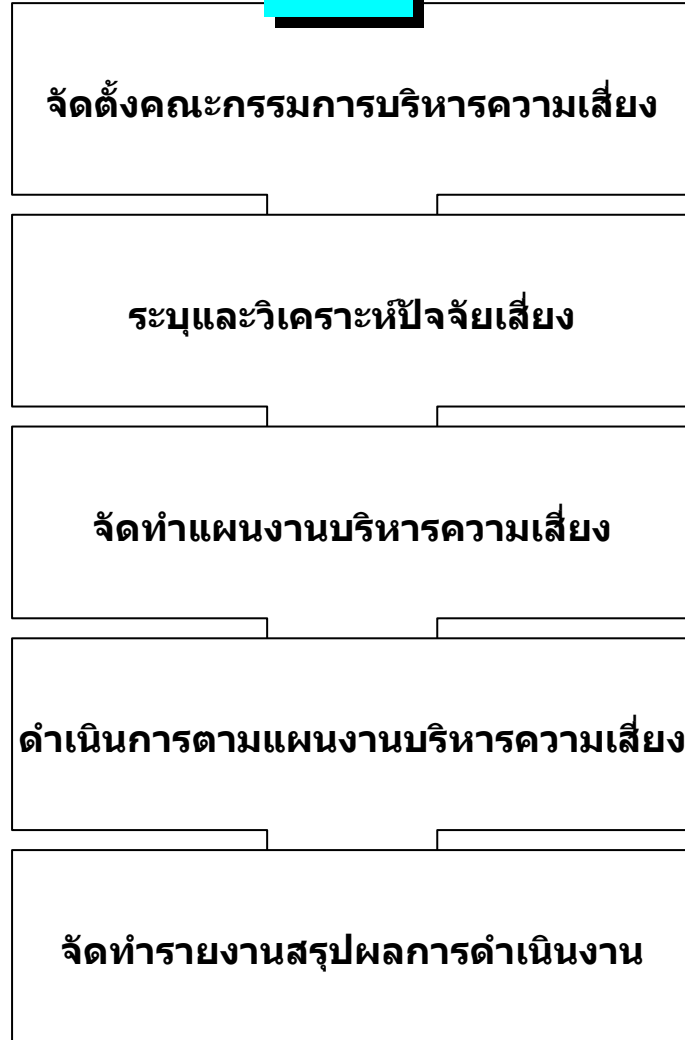 จัดตั้งคณะกรรมการบริหารความเสี่ยง
ระบุและวิเคราะห์ปัจจัยเสี่ยง
จัดทำแผนงานบริหารความเสี่ยง
ดำเนินการตามแผนงานบริหารความเสี่ยง
จัดทำรายงานสรุปผลการดำเนินงาน